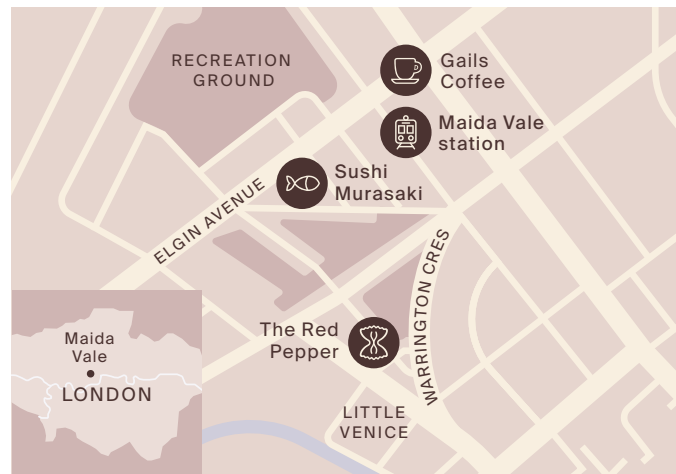 RECREATION
GROUND
Gails
Coffee
Maida Vale
station
Sushi
Murasaki
ELGIN AVENUE
WARRINGTON CRES
The Red
Pepper
Maida
Vale
LONDON
LITTLE
VENICE